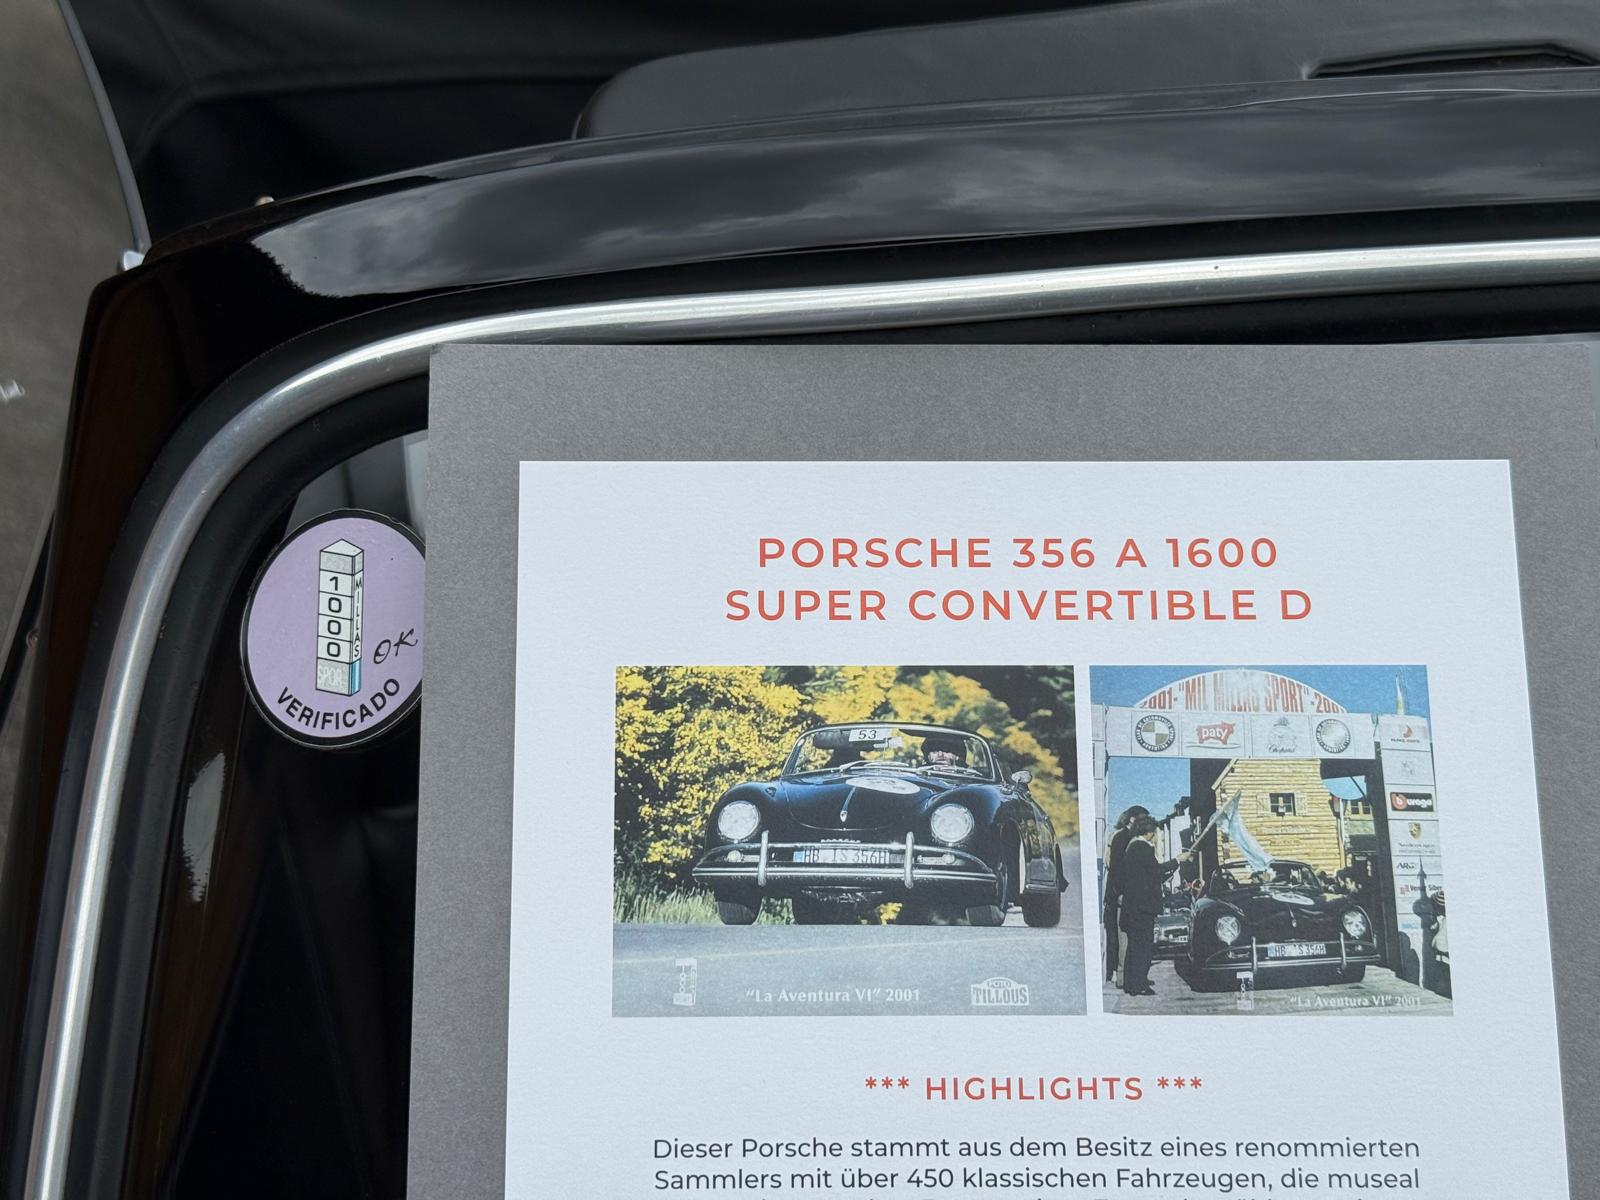 1000
MILLAS
SPORT
OK
VERIFICADO
PORSCHE 356 A 1600
SUPER CONVERTIBLE D
53
HB IS 356H
"La Aventura VI" 2001
FOTO
TILLOUS
2001 - "MIL MILLAS SPORT" - 2001
paty
Chopard
burago
HB IS 356H
"La Aventura VI" 2001
*** HIGHLIGHTS ***
Dieser Porsche stammt aus dem Besitz eines renommierten
Sammlers mit über 450 klassischen Fahrzeugen, die museal